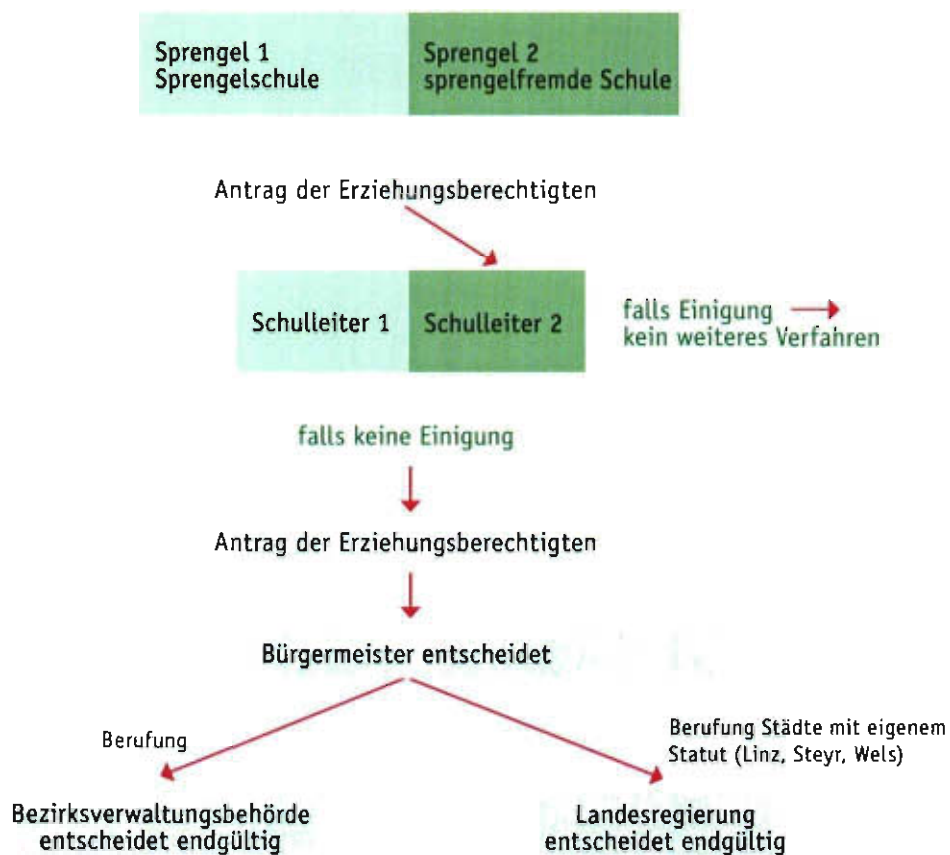 Sprengel 1
Sprengelschule
Sprengel 2
sprengelfremde Schule
Antrag der Erziehungsberechtigten
Schulleiter 1
Schulleiter 2
falls Einigung
kein weiteres Verfahren
falls keine Einigung
Antrag der Erziehungsberechtigten
Bürgermeister entscheidet
Berufung
Berufung Städte mit eigenem
Statut (Linz, Steyr, Wels)
Bezirksverwaltungsbehörde
entscheidet endgültig
Landesregierung
entscheidet endgültig